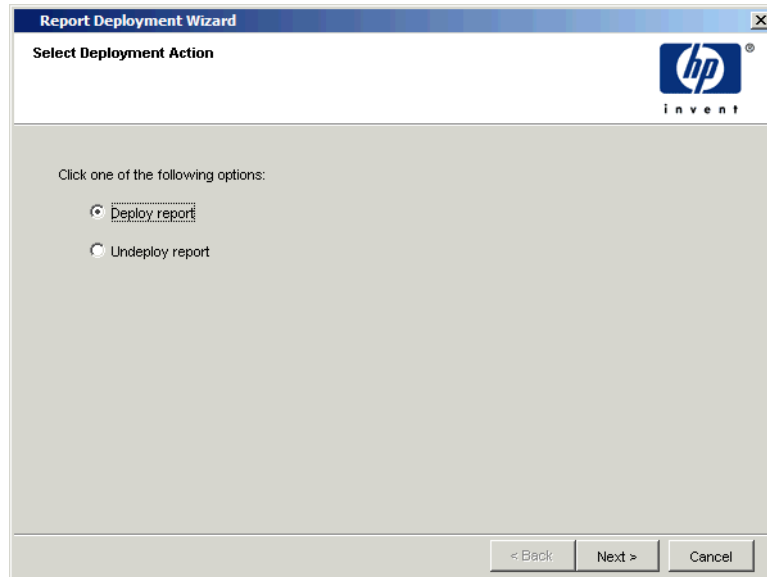 Report Deployment Wizard
Select Deployment Action
hp
®
invent
Click one of the following options:
Deploy report
Undeploy report
< Back
Next >
Cancel